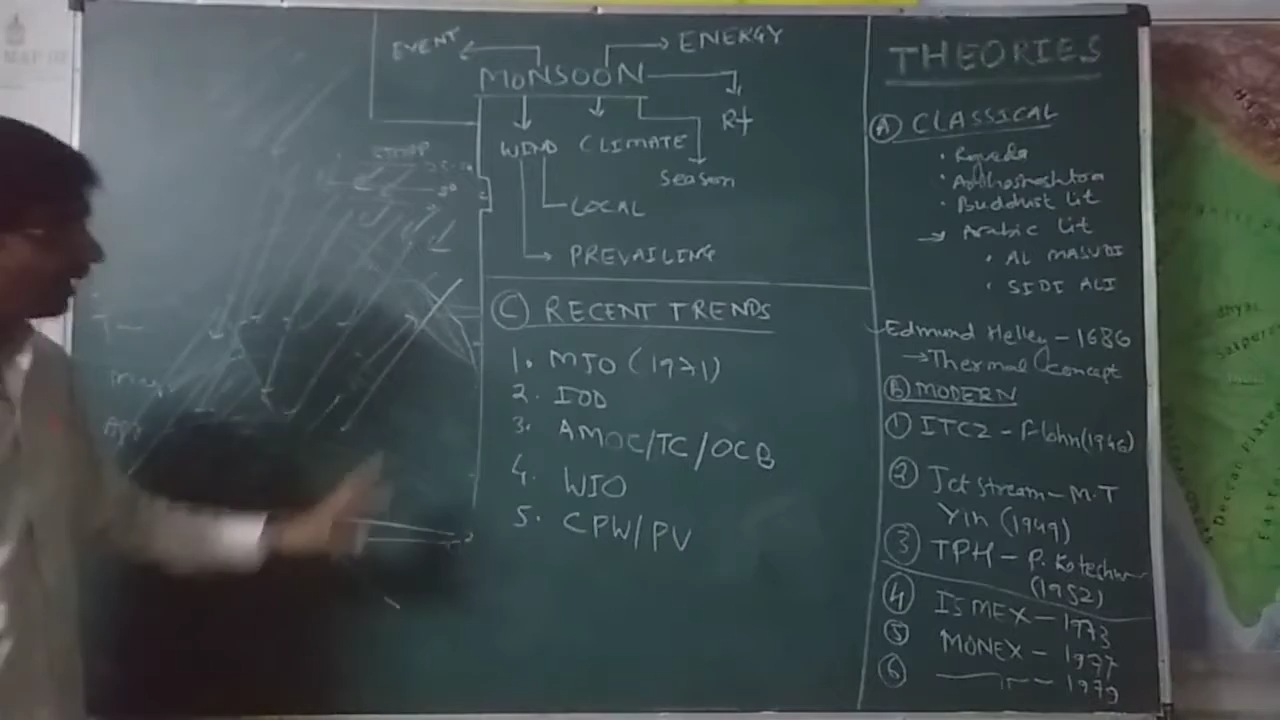 EVENT
ENERGY
MONSOON
Rf
WIND CLIMATE
Season
LOCAL
PREVAILING
Ⓒ RECENT TRENDS
1. MJO (1971)
2. IOD
3. AMOC/TC/OCB
4. WIO
5. CPW/PV
THEORIES
Ⓐ CLASSICAL
• Rigveda
• Arthashashtra
• Buddhist Lit
→ Arabic Lit
• AL MASUDI
• SIDI ALI
Edmund Helley - 1686
→ Thermal Concept
Ⓑ MODERN
① ITCZ - Flohn (1946)
② Jet stream - M.T
Yin (1949)
③ TPH - P. Koteshw
(1952)
④ ISMEX - 1973
⑤ MONEX - 1977
⑥ —— 11 — 1979